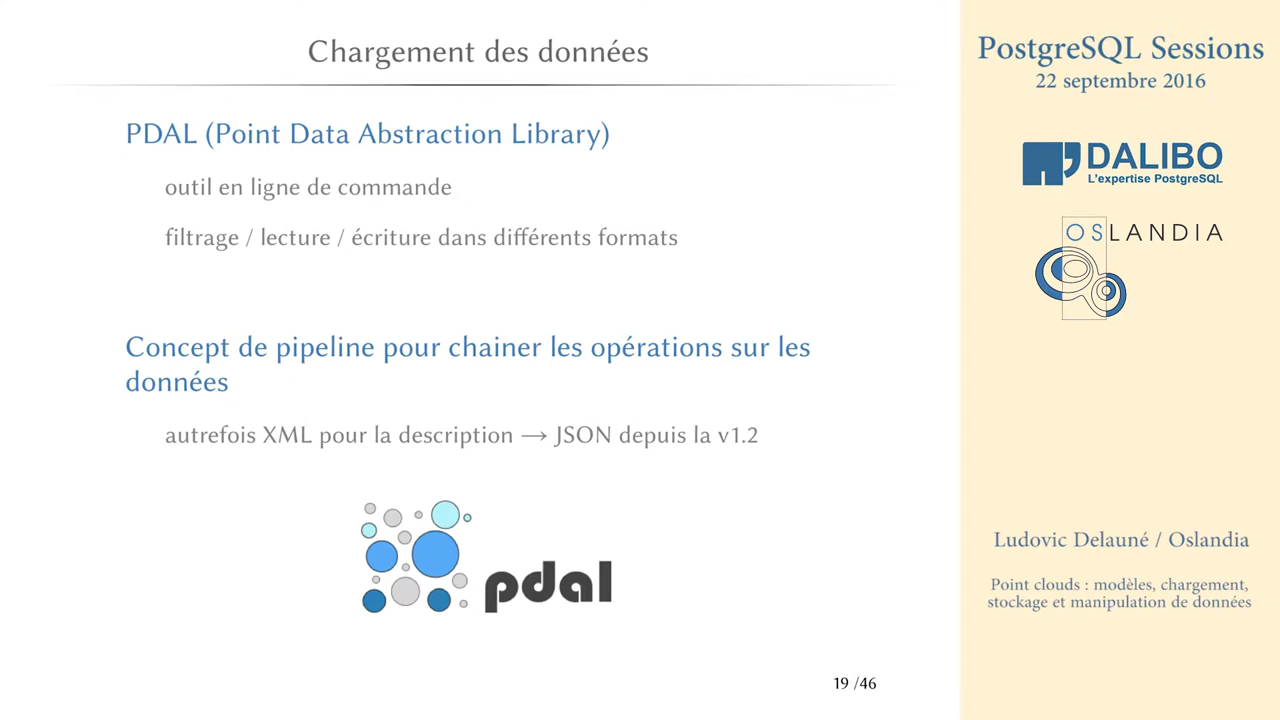 Chargement des données
PDAL (Point Data Abstraction Library)
outil en ligne de commande
filtrage / lecture / écriture dans différents formats
Concept de pipeline pour chainer les opérations sur les
données
autrefois XML pour la description → JSON depuis la v1.2
pdal
19 /46
PostgreSQL Sessions
22 septembre 2016
DALIBO
L'expertise PostgreSQL
OSLANDIA
Ludovic Delauné / Oslandia
Point clouds : modèles, chargement,
stockage et manipulation de données